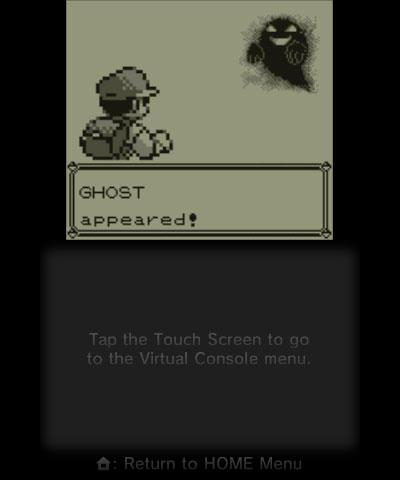 GHOST
appeared!
Tap the Touch Screen to go
to the Virtual Console menu.
: Return to HOME Menu